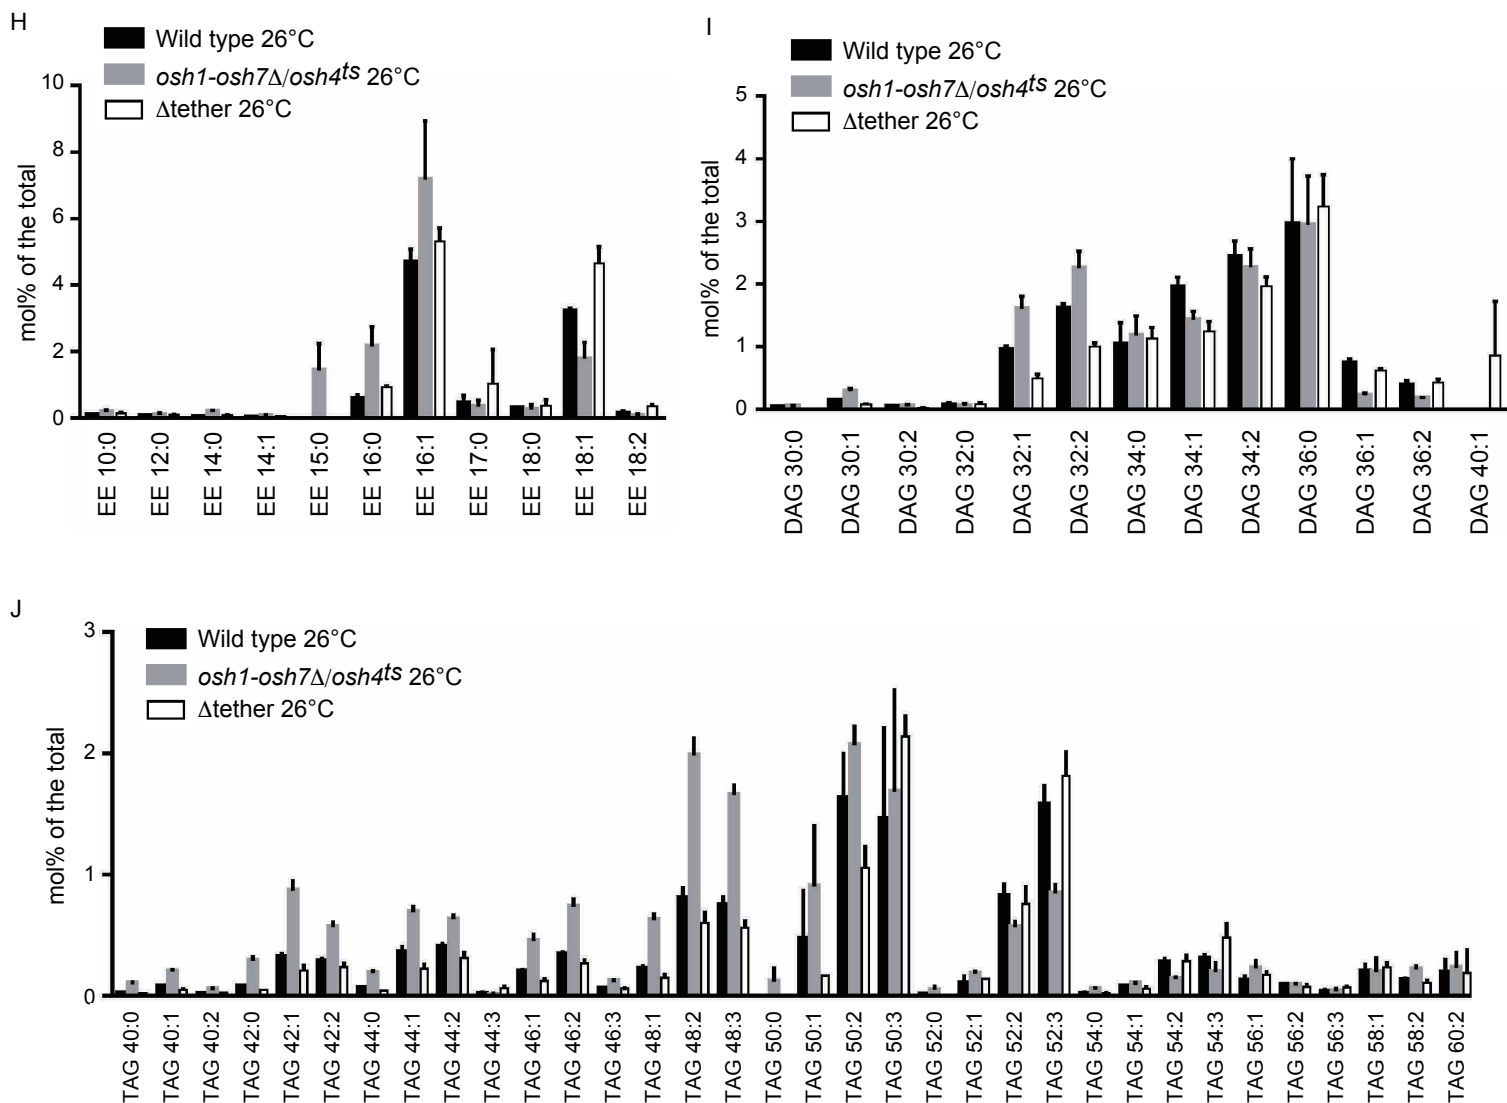 H
Wild type 26°C
osh1-osh7Δ/osh4ts 26°C
Δtether 26°C
mol% of the total
10
8
6
4
2
0
EE 10:0
EE 12:0
EE 14:0
EE 14:1
EE 15:0
EE 16:0
EE 16:1
EE 17:0
EE 18:0
EE 18:1
EE 18:2
I
Wild type 26°C
osh1-osh7Δ/osh4ts 26°C
Δtether 26°C
mol% of the total
5
4
3
2
1
0
DAG 30:0
DAG 30:1
DAG 30:2
DAG 32:0
DAG 32:1
DAG 32:2
DAG 34:0
DAG 34:1
DAG 34:2
DAG 36:0
DAG 36:1
DAG 36:2
DAG 40:1
J
Wild type 26°C
osh1-osh7Δ/osh4ts 26°C
Δtether 26°C
mol% of the total
3
2
1
0
TAG 40:0
TAG 40:1
TAG 40:2
TAG 42:0
TAG 42:1
TAG 42:2
TAG 44:0
TAG 44:1
TAG 44:2
TAG 44:3
TAG 46:1
TAG 46:2
TAG 46:3
TAG 48:1
TAG 48:2
TAG 48:3
TAG 50:0
TAG 50:1
TAG 50:2
TAG 50:3
TAG 52:0
TAG 52:1
TAG 52:2
TAG 52:3
TAG 54:0
TAG 54:1
TAG 54:2
TAG 54:3
TAG 56:1
TAG 56:2
TAG 56:3
TAG 58:1
TAG 58:2
TAG 60:2